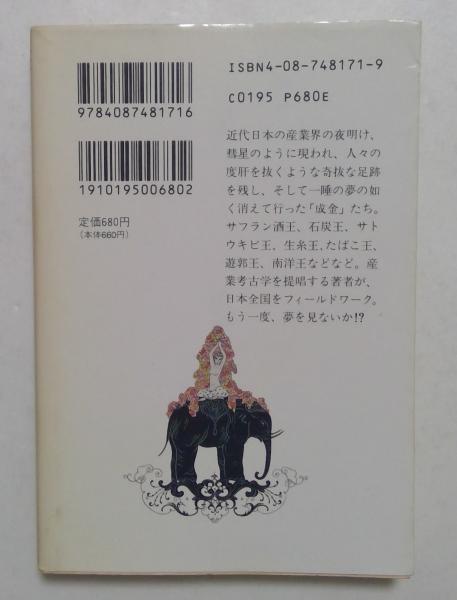 ISBN4-08-748171-9
C0195 P680E
9784087481716
1910195006802
定価680円
(本体660円)
近代日本の産業界の夜明け、
彗星のように現われ、人々の
度肝を抜くような奇抜な足跡
を残し、そして一睡の夢の如
く消えて行った「成金」たち。
サフラン酒王、石炭王、サト
ウキビ王、生糸王、たばこ王、
遊郭王、南洋王などなど。産
業考古学を提唱する著者が、
日本全国をフィールドワーク。
もう一度、夢を見ないか!?